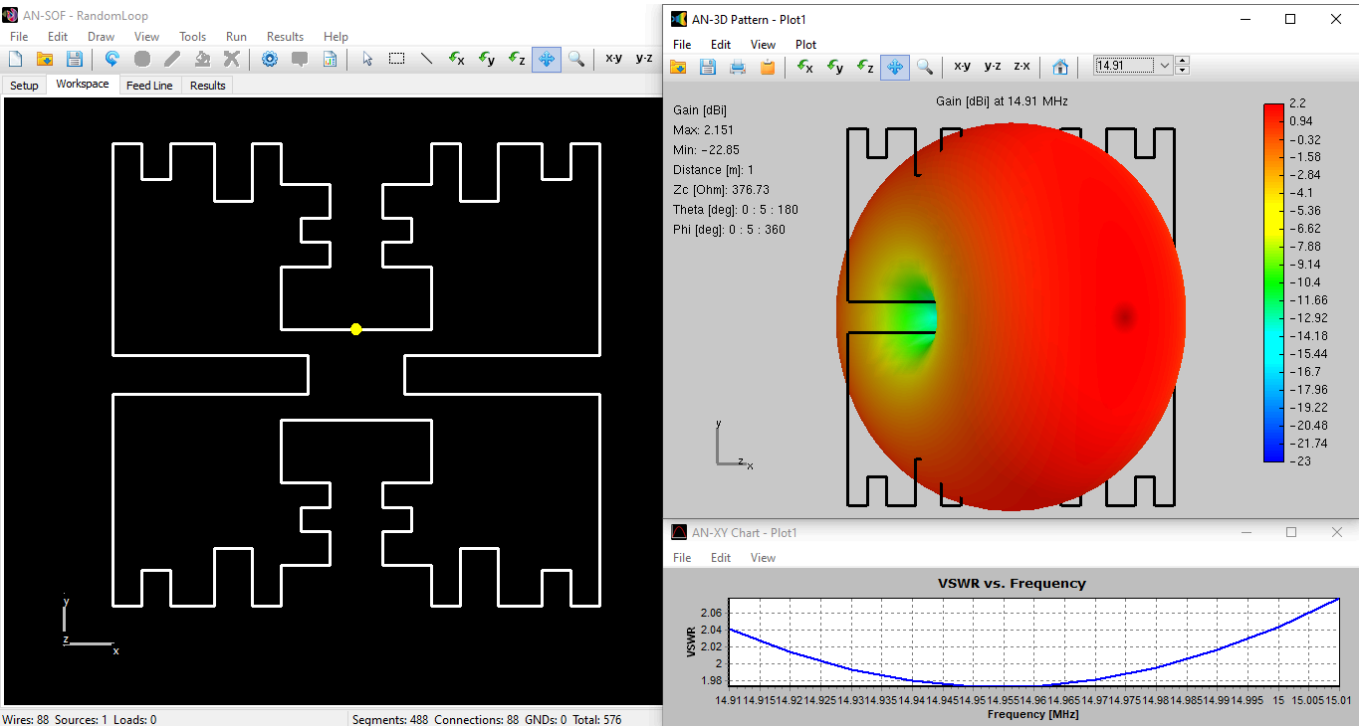 AN-SOF - RandomLoop
File Edit Draw View Tools Run Results Help
x-y y-z
Setup Workspace Feed Line Results
y
z
x
Wires: 88 Sources: 1 Loads: 0
Segments: 488 Connections: 88 GNDs: 0 Total: 576
AN-3D Pattern - Plot1
File Edit View Plot
x-y y-z z-x 14.91
Gain [dBi] at 14.91 MHz
Gain [dBi]
Max: 2.151
Min: -22.85
Distance [m]: 1
Zc [Ohm]: 376.73
Theta [deg]: 0 : 5 : 180
Phi [deg]: 0 : 5 : 360
2.2
0.94
-0.32
-1.58
-2.84
-4.1
-5.36
-6.62
-7.88
-9.14
-10.4
-11.66
-12.92
-14.18
-15.44
-16.7
-17.96
-19.22
-20.48
-21.74
-23
y
z x
AN-XY Chart - Plot1
File Edit View
VSWR vs. Frequency
VSWR
2.06
2.04
2.02
2
1.98
14.91 14.915 14.92 14.925 14.93 14.935 14.94 14.945 14.95 14.955 14.96 14.965 14.97 14.975 14.98 14.985 14.99 14.995 15 15.005 15.01
Frequency [MHz]